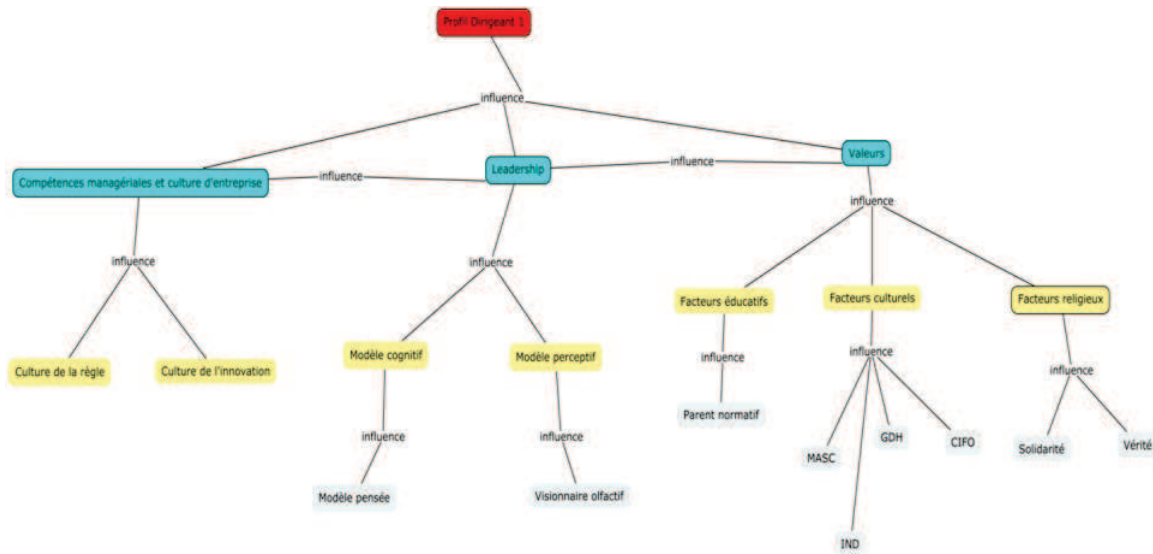 Profil Dirigeant 1
influence
Valeurs
influence
Leadership
influence
Compétences managériales et culture d'entreprise
influence
influence
influence
Facteurs éducatifs
Facteurs culturels
Facteurs religieux
influence
Modèle cognitif
Modèle perceptif
influence
influence
Culture de la règle
Culture de l'innovation
Parent normatif
influence
influence
GDH
CIFO
Solidarité
Vérité
MASC
Modèle pensée
Visionnaire olfactif
IND